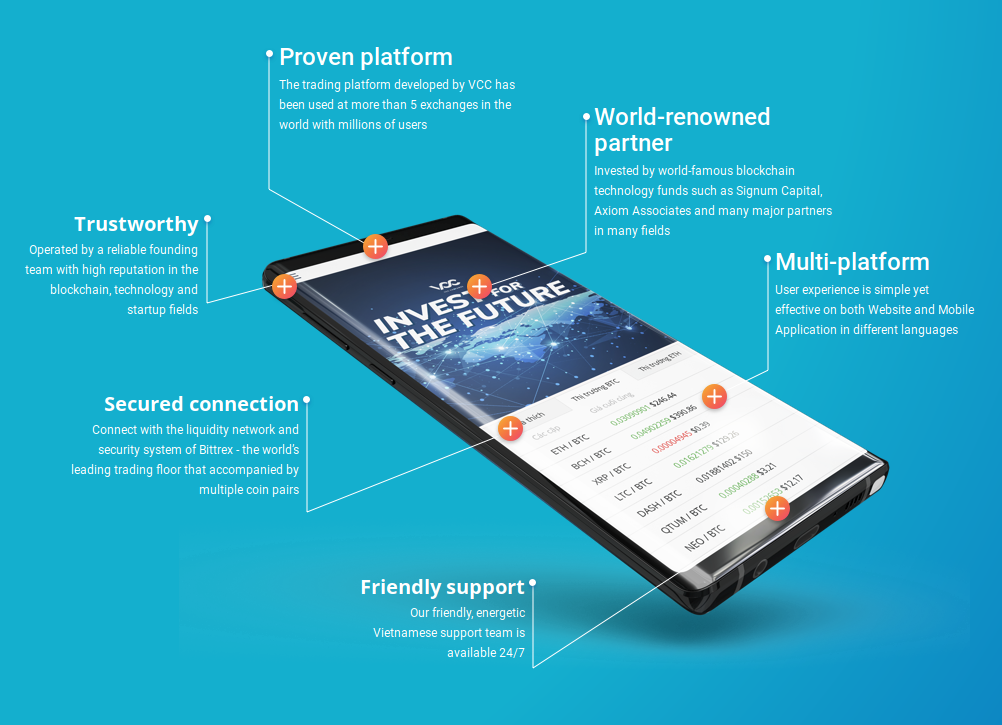 Proven platform
The trading platform developed by VCC has
been used at more than 5 exchanges in the
world with millions of users
World-renowned
partner
Invested by world-famous blockchain
technology funds such as Signum Capital,
Axiom Associates and many major partners
in many fields
Trustworthy
Operated by a reliable founding
team with high reputation in the
blockchain, technology and
startup fields
Multi-platform
User experience is simple yet
effective on both Website and Mobile
Application in different languages
VCC
INVEST FOR
THE FUTURE
thích
Thị trường BTC
Thị trường ETH
Các cặp
Giá cuối cùng
ETH / BTC 0.03090901 $246.44
BCH / BTC 0.04902259 $390.86
XRP / BTC 0.00004945 $0.39
LTC / BTC 0.01621279 $129.26
DASH / BTC 0.01881402 $150
QTUM / BTC 0.00040288 $3.21
NEO / BTC $12.17
Secured connection
Connect with the liquidity network and
security system of Bittrex - the world's
leading trading floor that accompanied by
multiple coin pairs
Friendly support
Our friendly, energetic
Vietnamese support team is
available 24/7